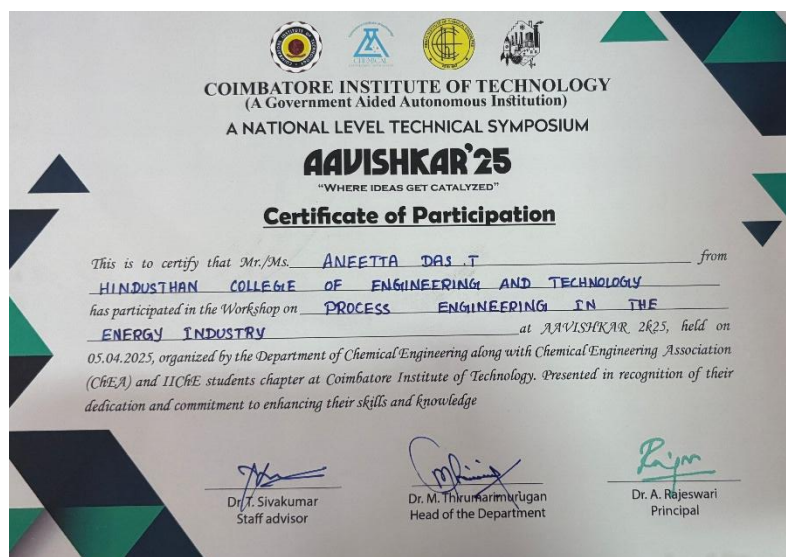 CHEMICAL
COIMBATORE INSTITUTE OF TECHNOLOGY
(A Government Aided Autonomous Institution)
A NATIONAL LEVEL TECHNICAL SYMPOSIUM
AAVISHKAR'25
"WHERE IDEAS GET CATALYZED"
Certificate of Participation
This is to certify that Mr./Ms. ANEETTA DAS .T from
HINDUSTHAN COLLEGE OF ENGINEERING AND TECHNOLOGY
has participated in the Workshop on PROCESS ENGINEERING IN THE
ENERGY INDUSTRY at AAVISHKAR 2k25, held on
05.04.2025, organized by the Department of Chemical Engineering along with Chemical Engineering Association
(ChEA) and IIChE students chapter at Coimbatore Institute of Technology. Presented in recognition of their
dedication and commitment to enhancing their skills and knowledge
Dr. T. Sivakumar
Staff advisor
Dr. M. Thirumarimurugan
Head of the Department
Dr. A. Rajeswari
Principal